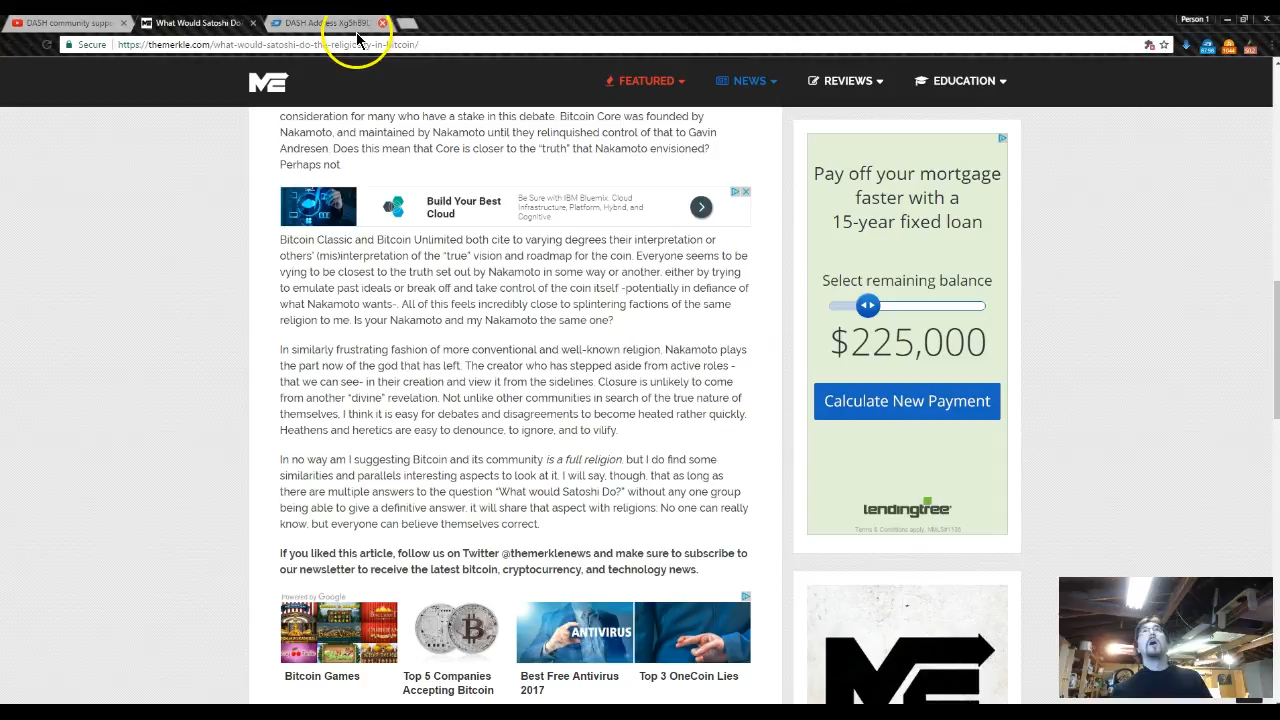 DASH community suppo
What Would Satoshi Do
DASH Address Xg5h89
Person 1
Secure
https://themerkle.com/what-would-satoshi-do-the-religiosity-in-bitcoin/
FEATURED
NEWS
REVIEWS
EDUCATION
consideration for many who have a stake in this debate. Bitcoin Core was founded by
Nakamoto, and maintained by Nakamoto until they relinquished control of that to Gavin
Andresen. Does this mean that Core is closer to the “truth” that Nakamoto envisioned?
Perhaps not.
Build Your Best
Cloud
Be Sure with IBM Bluemix. Cloud
Infrastructure, Platform, Hybrid, and
Cognitive.
Bitcoin Classic and Bitcoin Unlimited both cite to varying degrees their interpretation or
others’ (mis)interpretation of the “true” vision and roadmap for the coin. Everyone seems to be
vying to be closest to the truth set out by Nakamoto in some way or another, either by trying
to emulate past ideals or break off and take control of the coin itself -potentially in defiance of
what Nakamoto wants-. All of this feels incredibly close to splintering factions of the same
religion to me. Is your Nakamoto and my Nakamoto the same one?
In similarly frustrating fashion of more conventional and well-known religion, Nakamoto plays
the part now of the god that has left. The creator who has stepped aside from active roles -
that we can see- in their creation and view it from the sidelines. Closure is unlikely to come
from another “divine” revelation. Not unlike other communities in search of the true nature of
themselves, I think it is easy for debates and disagreements to become heated rather quickly.
Heathens and heretics are easy to denounce, to ignore, and to vilify.
In no way am I suggesting Bitcoin and its community is a full religion, but I do find some
similarities and parallels interesting aspects to look at it. I will say, though, that as long as
there are multiple answers to the question “What would Satoshi Do?” without any one group
being able to give a definitive answer, it will share that aspect with religions. No one can really
know, but everyone can believe themselves correct.
If you liked this article, follow us on Twitter @themerklenews and make sure to subscribe to
our newsletter to receive the latest bitcoin, cryptocurrency, and technology news.
Powered by Google
ANTIVIRUS
Bitcoin Games
Top 5 Companies
Accepting Bitcoin
Best Free Antivirus
2017
Top 3 OneCoin Lies
Pay off your mortgage
faster with a
15-year fixed loan
Select remaining balance
$225,000
Calculate New Payment
lendingtree
Terms & Conditions apply. NMLS#1136
ME